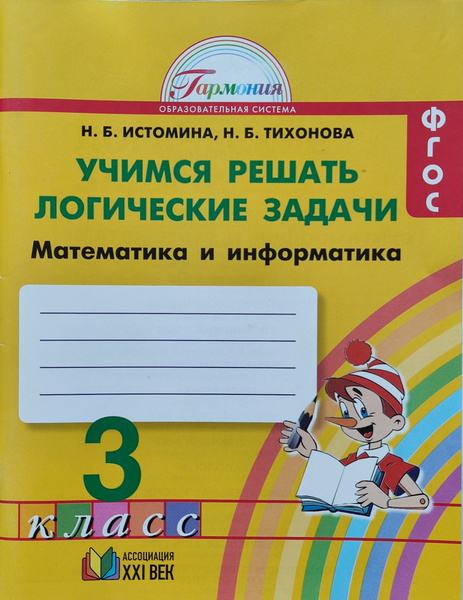 Гармония
ОБРАЗОВАТЕЛЬНАЯ СИСТЕМА
Н. Б. ИСТОМИНА, Н. Б. ТИХОНОВА
ФГОС
УЧИМСЯ РЕШАТЬ
ЛОГИЧЕСКИЕ ЗАДАЧИ
Математика и информатика
3
класс
АССОЦИАЦИЯ
XXI ВЕК